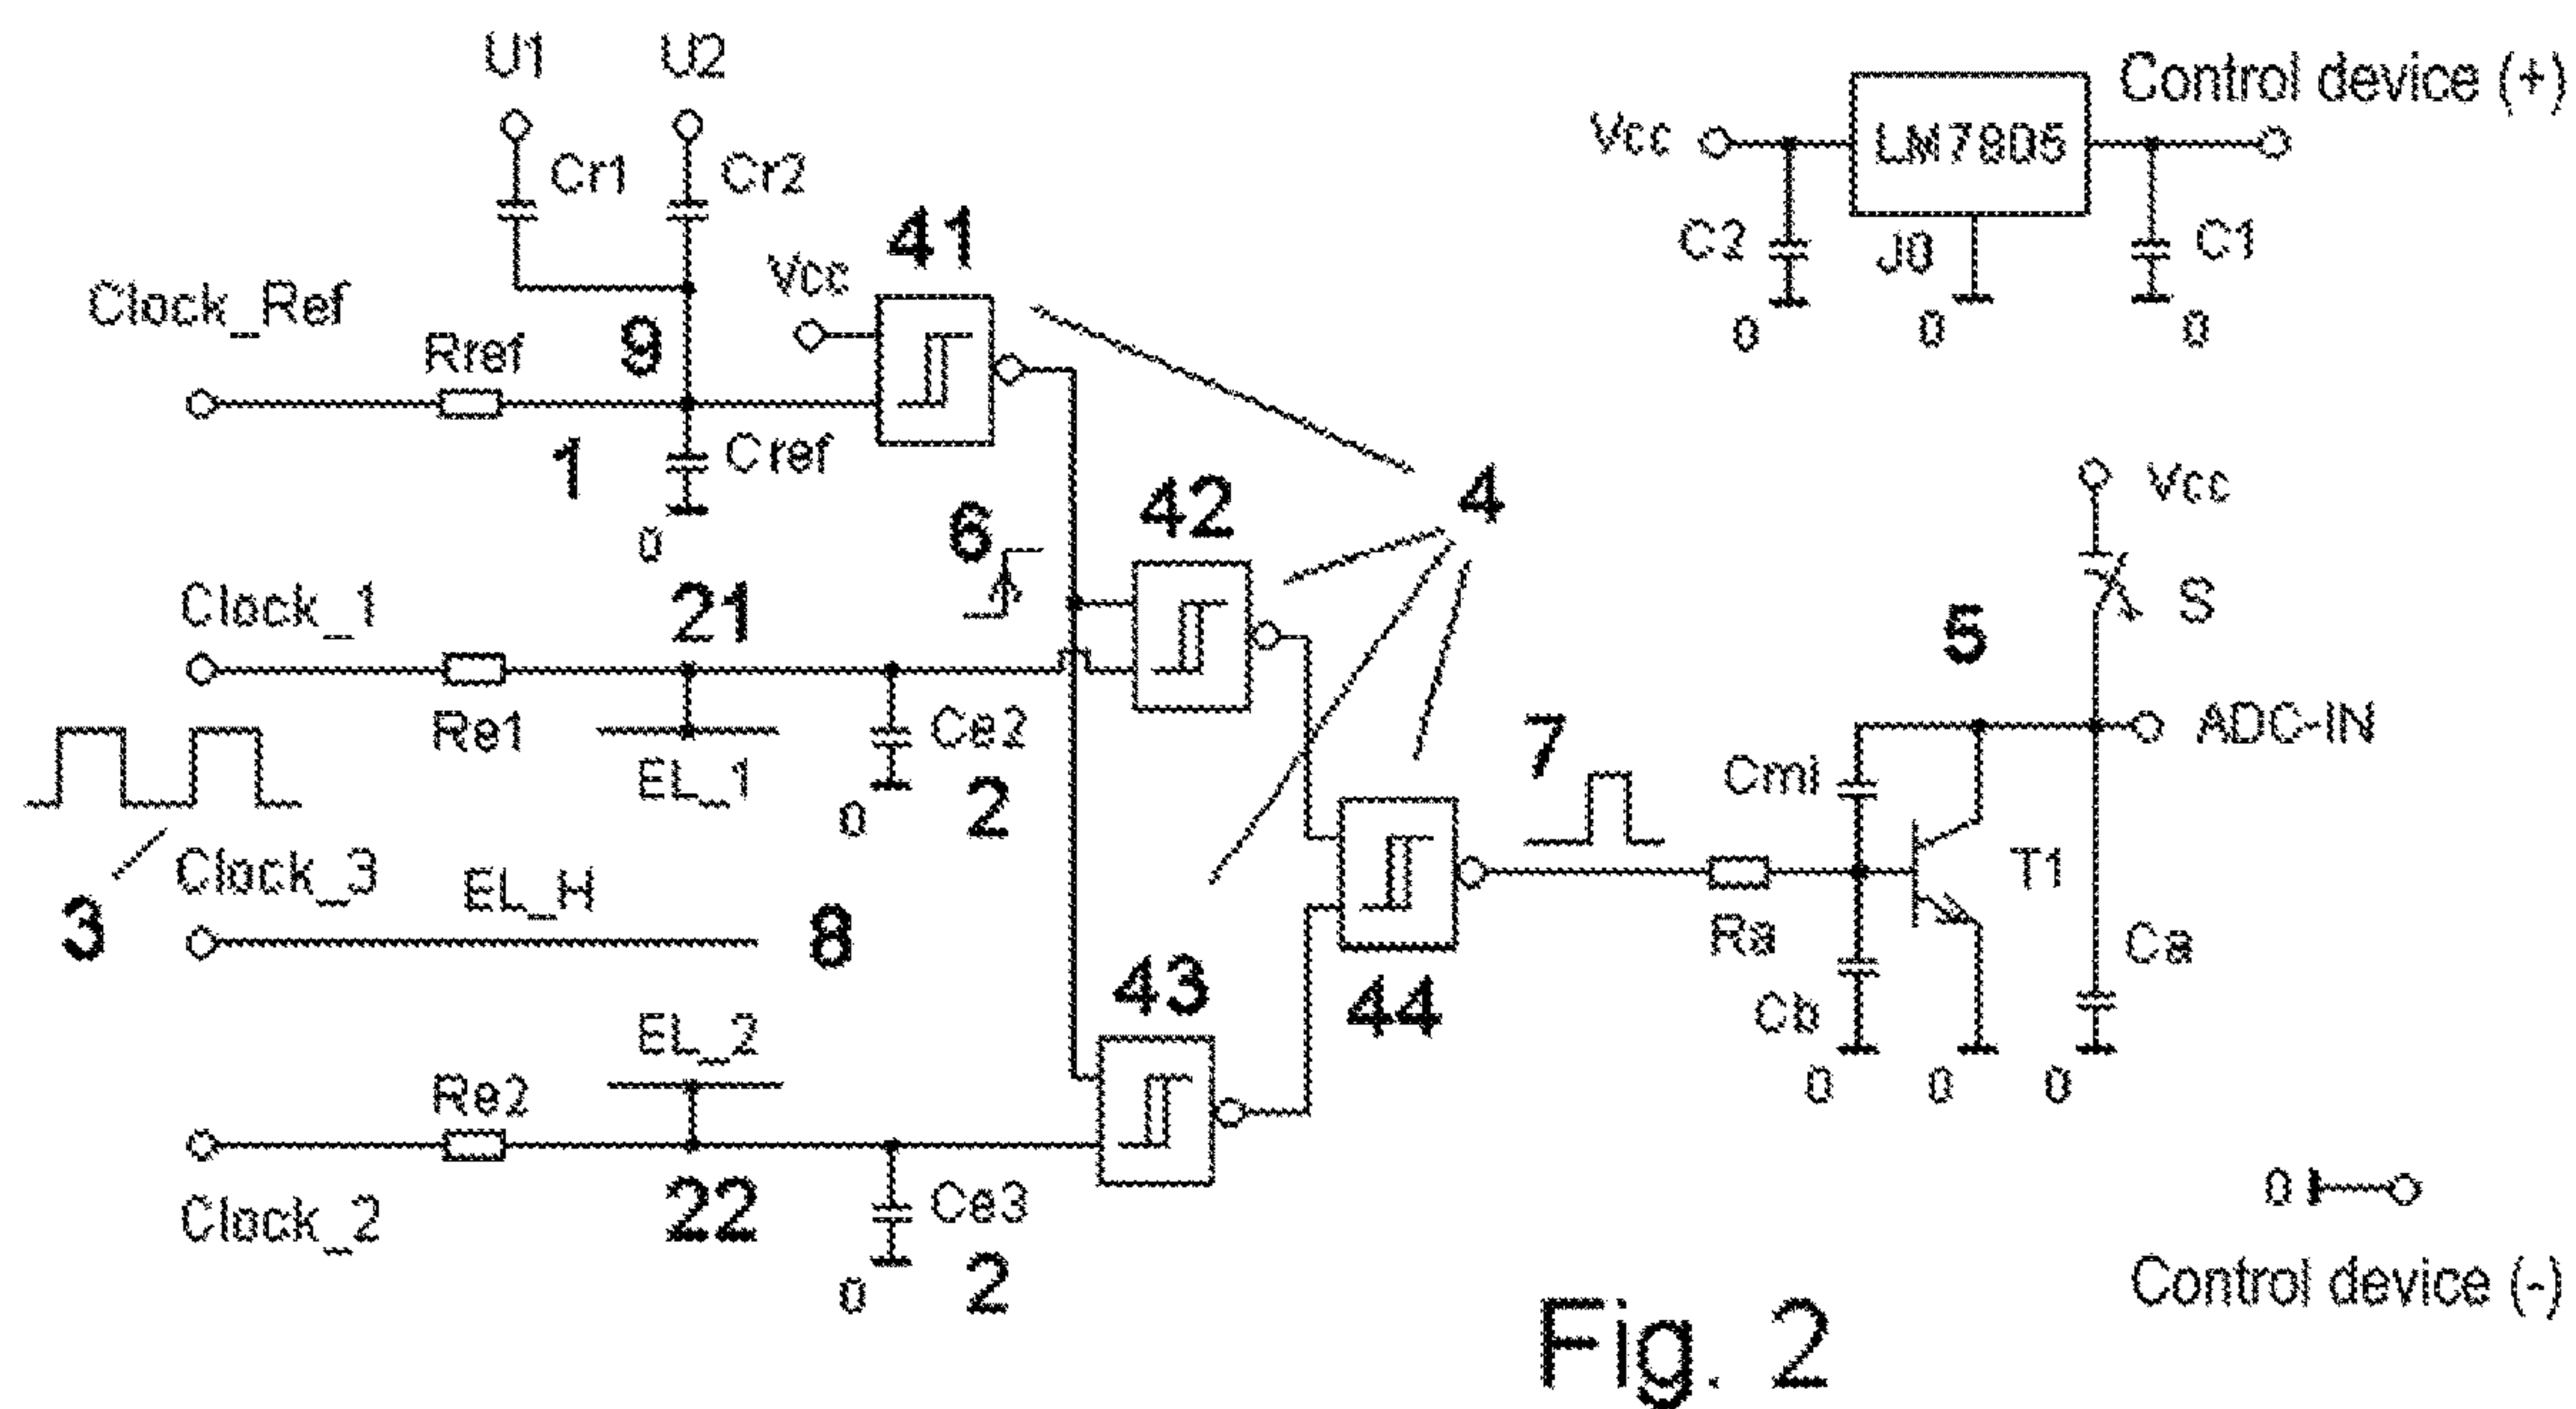 U1 U2
Control device (+)
Vcc LM7805
Cr1 Cr2
41
C2 J0 C1
Vcc
Clock_Ref
0 0 0
Rref 9
1 Cref
0
6 42 4
Vcc
S
Clock_1 21
5
Re1 EL_1 Ce2
0 2
7
Cmi ADC-IN
3 Clock_3 EL_H 8
T1
Ra Ca
43 44
Cb
0 0 0
EL_2
Re2
Clock_2 22 Ce3
0 2
0
Control device (-)
Fig. 2